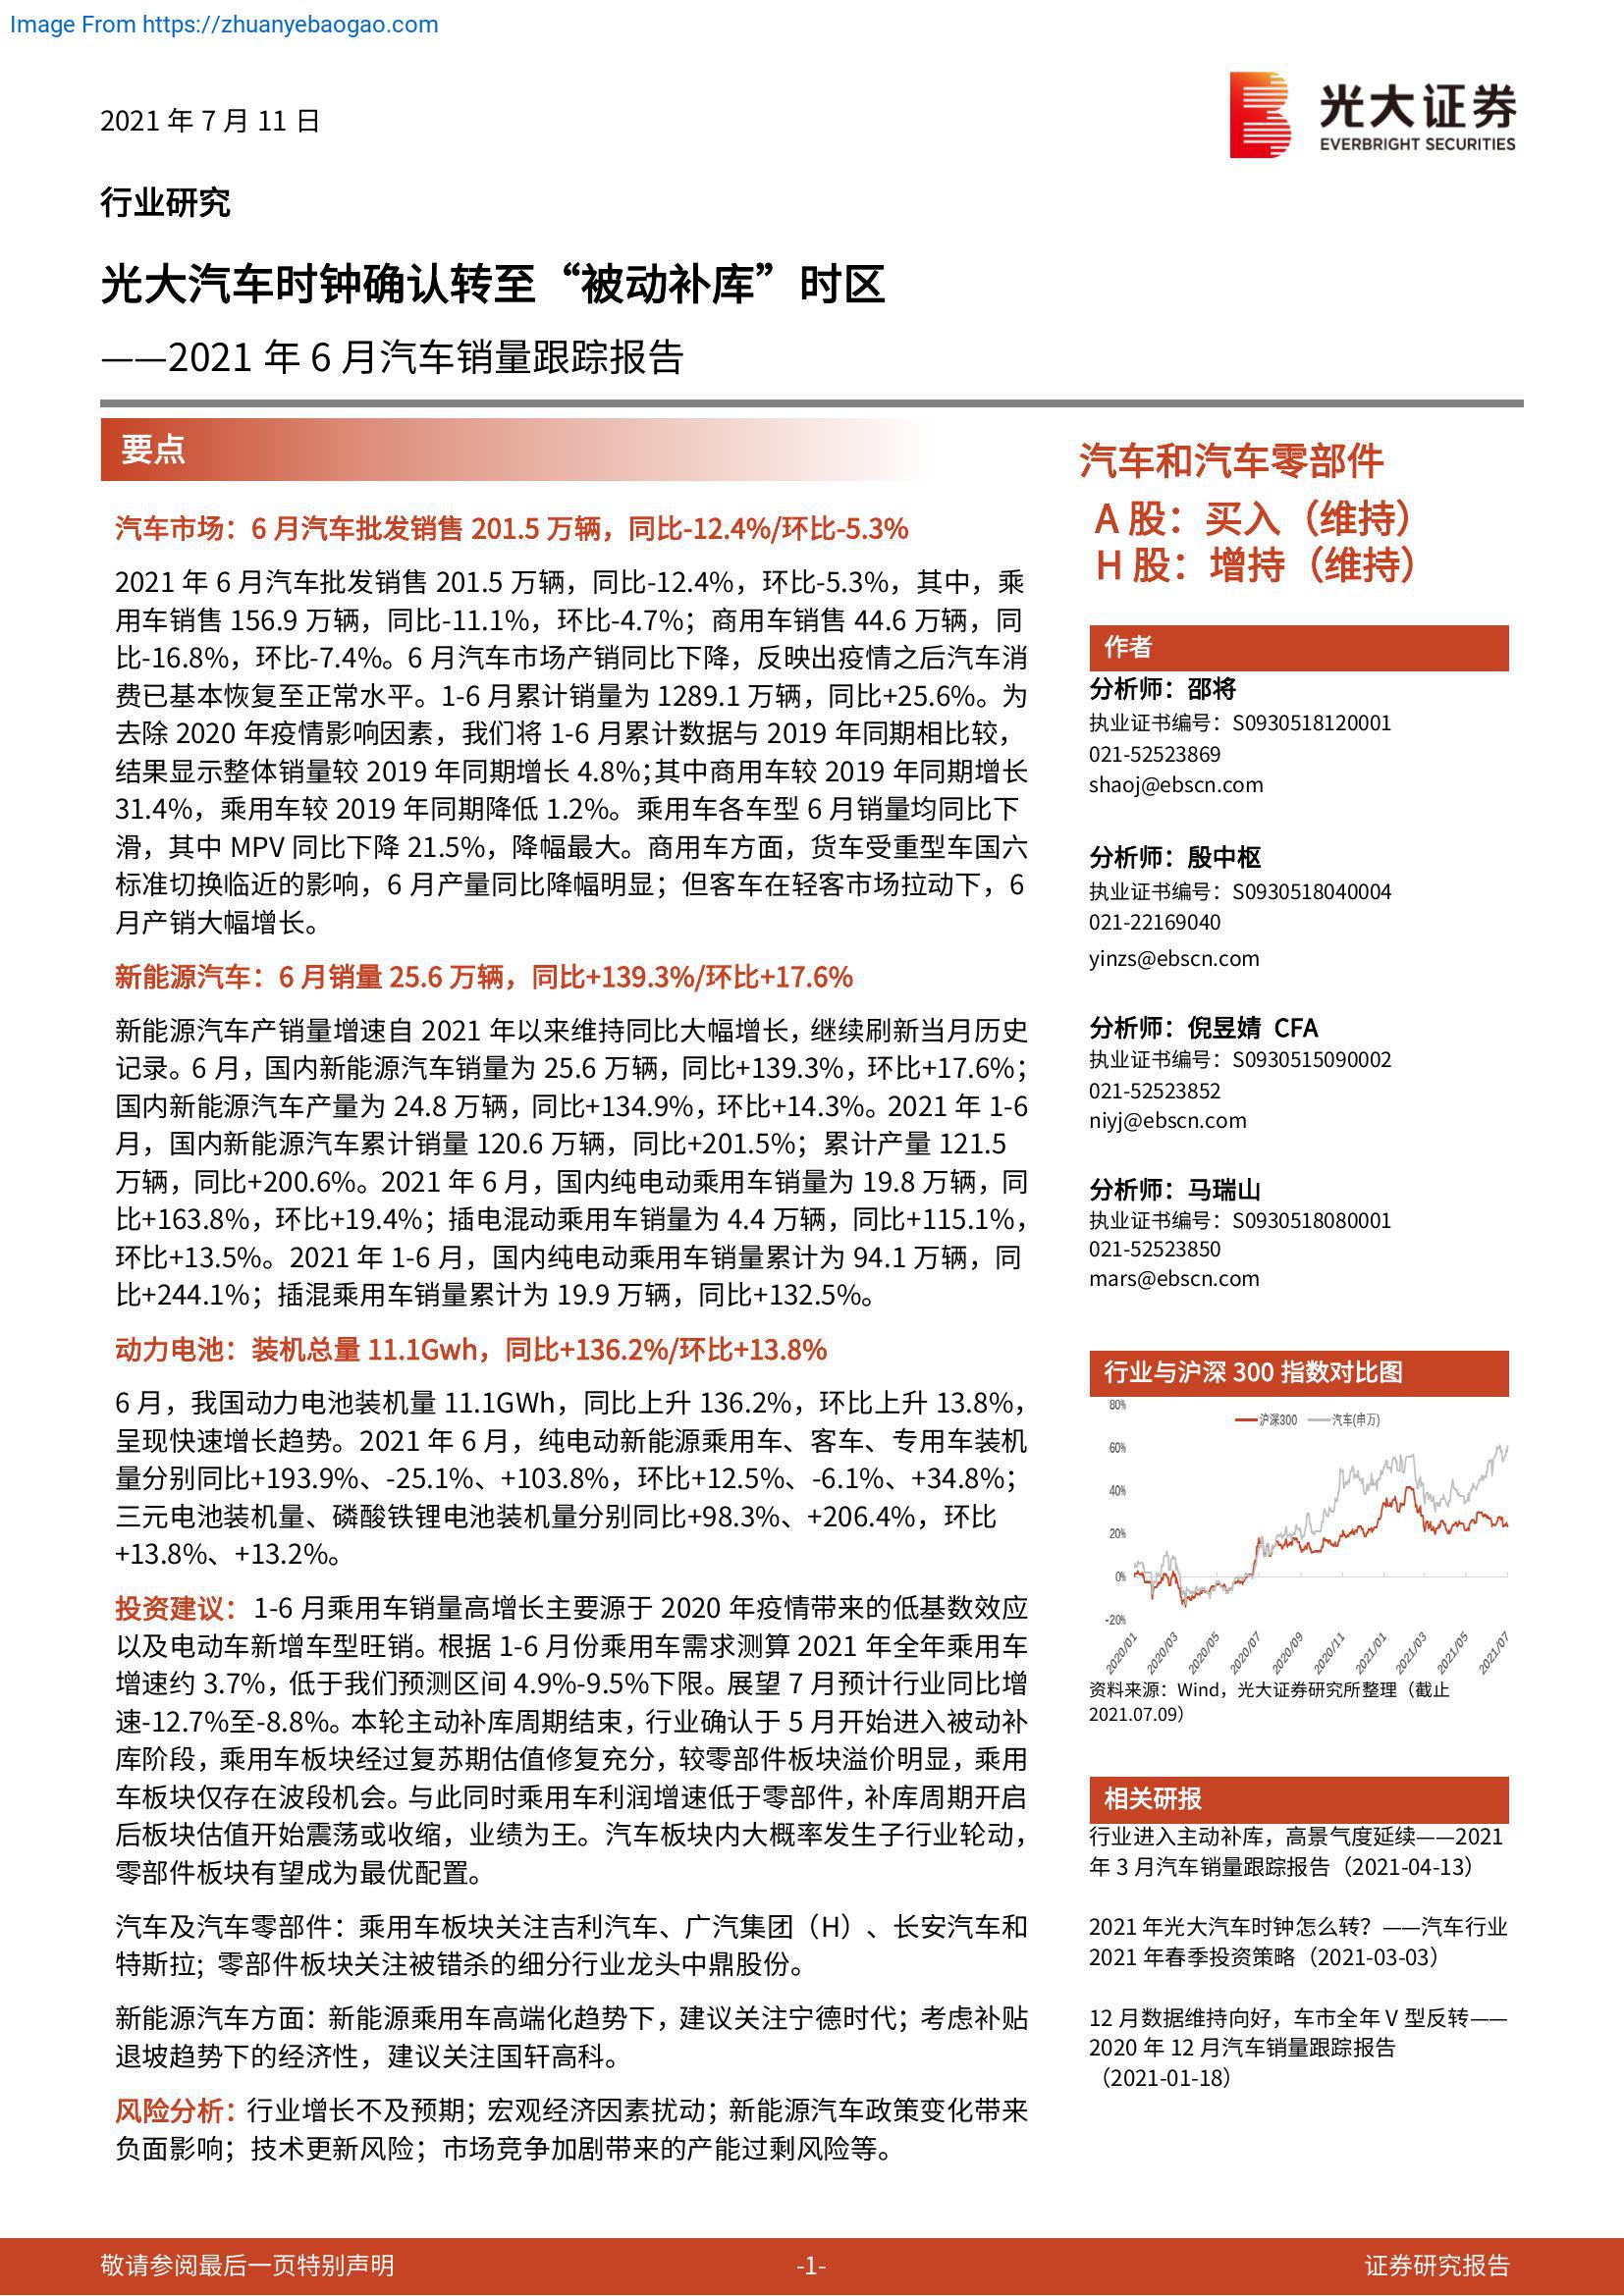 Image From https://zhuanyebaogao.com
2021 年 7 月 11 日
光大证券
EVERBRIGHT SECURITIES
行业研究
光大汽车时钟确认转至“被动补库”时区
——2021 年 6 月汽车销量跟踪报告
要点
汽车市场：6 月汽车批发销售 201.5 万辆，同比-12.4%/环比-5.3%
2021 年 6 月汽车批发销售 201.5 万辆，同比-12.4%，环比-5.3%，其中，乘
用车销售 156.9 万辆，同比-11.1%，环比-4.7%；商用车销售 44.6 万辆，同
比-16.8%，环比-7.4%。6 月汽车市场产销同比下降，反映出疫情之后汽车消
费已基本恢复至正常水平。1-6 月累计销量为 1289.1 万辆，同比+25.6%。为
去除 2020 年疫情影响因素，我们将 1-6 月累计数据与 2019 年同期相比较，
结果显示整体销量较 2019 年同期增长 4.8%；其中商用车较 2019 年同期增长
31.4%，乘用车较 2019 年同期降低 1.2%。乘用车各车型 6 月销量均同比下
滑，其中 MPV 同比下降 21.5%，降幅最大。商用车方面，货车受重型车国六
标准切换临近的影响，6 月产量同比降幅明显；但客车在轻客市场拉动下，6
月产销大幅增长。
新能源汽车：6 月销量 25.6 万辆，同比+139.3%/环比+17.6%
新能源汽车产销量增速自 2021 年以来维持同比大幅增长，继续刷新当月历史
记录。6 月，国内新能源汽车销量为 25.6 万辆，同比+139.3%，环比+17.6%；
国内新能源汽车产量为 24.8 万辆，同比+134.9%，环比+14.3%。2021 年 1-6
月，国内新能源汽车累计销量 120.6 万辆，同比+201.5%；累计产量 121.5
万辆，同比+200.6%。2021 年 6 月，国内纯电动乘用车销量为 19.8 万辆，同
比+163.8%，环比+19.4%；插电混动乘用车销量为 4.4 万辆，同比+115.1%，
环比+13.5%。2021 年 1-6 月，国内纯电动乘用车销量累计为 94.1 万辆，同
比+244.1%；插混乘用车销量累计为 19.9 万辆，同比+132.5%。
动力电池：装机总量 11.1Gwh，同比+136.2%/环比+13.8%
6 月，我国动力电池装机量 11.1GWh，同比上升 136.2%，环比上升 13.8%，
呈现快速增长趋势。2021 年 6 月，纯电动新能源乘用车、客车、专用车装机
量分别同比+193.9%、-25.1%、+103.8%，环比+12.5%、-6.1%、+34.8%；
三元电池装机量、磷酸铁锂电池装机量分别同比+98.3%、+206.4%，环比
+13.8%、+13.2%。
投资建议：1-6 月乘用车销量高增长主要源于 2020 年疫情带来的低基数效应
以及电动车新增车型旺销。根据 1-6 月份乘用车需求测算 2021 年全年乘用车
增速约 3.7%，低于我们预测区间 4.9%-9.5%下限。展望 7 月预计行业同比增
速-12.7%至-8.8%。本轮主动补库周期结束，行业确认于 5 月开始进入被动补
库阶段，乘用车板块经过复苏期估值修复充分，较零部件板块溢价明显，乘用
车板块仅存在波段机会。与此同时乘用车利润增速低于零部件，补库周期开启
后板块估值开始震荡或收缩，业绩为王。汽车板块内大概率发生子行业轮动，
零部件板块有望成为最优配置。
汽车及汽车零部件：乘用车板块关注吉利汽车、广汽集团（H）、长安汽车和
特斯拉; 零部件板块关注被错杀的细分行业龙头中鼎股份。
新能源汽车方面：新能源乘用车高端化趋势下，建议关注宁德时代；考虑补贴
退坡趋势下的经济性，建议关注国轩高科。
风险分析：行业增长不及预期；宏观经济因素扰动；新能源汽车政策变化带来
负面影响；技术更新风险；市场竞争加剧带来的产能过剩风险等。
汽车和汽车零部件
A 股：买入（维持）
H 股：增持（维持）
作者
分析师：邵将
执业证书编号：S0930518120001
021-52523869
shaoj@ebscn.com
分析师：殷中枢
执业证书编号：S0930518040004
021-22169040
yinzs@ebscn.com
分析师：倪昱婧 CFA
执业证书编号：S0930515090002
021-52523852
niyj@ebscn.com
分析师：马瑞山
执业证书编号：S0930518080001
021-52523850
mars@ebscn.com
行业与沪深 300 指数对比图
沪深300 汽车(申万)
80%
60%
40%
20%
0%
-20%
2020/01 2020/03 2020/05 2020/07 2020/09 2020/11 2021/01 2021/03 2021/05 2021/07
资料来源：Wind，光大证券研究所整理（截止
2021.07.09）
相关研报
行业进入主动补库，高景气度延续——2021
年 3 月汽车销量跟踪报告（2021-04-13）
2021 年光大汽车时钟怎么转？——汽车行业
2021 年春季投资策略（2021-03-03）
12 月数据维持向好，车市全年 V 型反转——
2020 年 12 月汽车销量跟踪报告
（2021-01-18）
敬请参阅最后一页特别声明
-1-
证券研究报告